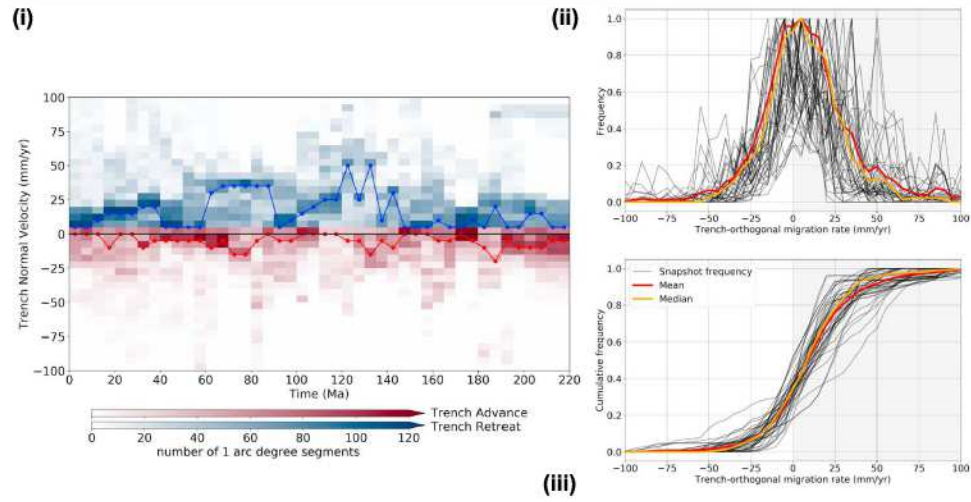 (i)
Trench Normal Velocity (mm/yr)
100
75
50
25
0
−25
−50
−75
−100
0 20 40 60 80 100 120 140 160 180 200 220
Time (Ma)
Trench Advance
Trench Retreat
0 20 40 60 80 100 120
number of 1 arc degree segments
(ii)
Frequency
1.0
0.8
0.6
0.4
0.2
0.0
−100 −75 −50 −25 0 25 50 75 100
Trench-orthogonal migration rate (mm/yr)
Snapshot frequency
Mean
Median
Cumulative frequency
1.0
0.8
0.6
0.4
0.2
0.0
−100 −75 −50 −25 0 25 50 75 100
Trench-orthogonal migration rate (mm/yr)
(iii)